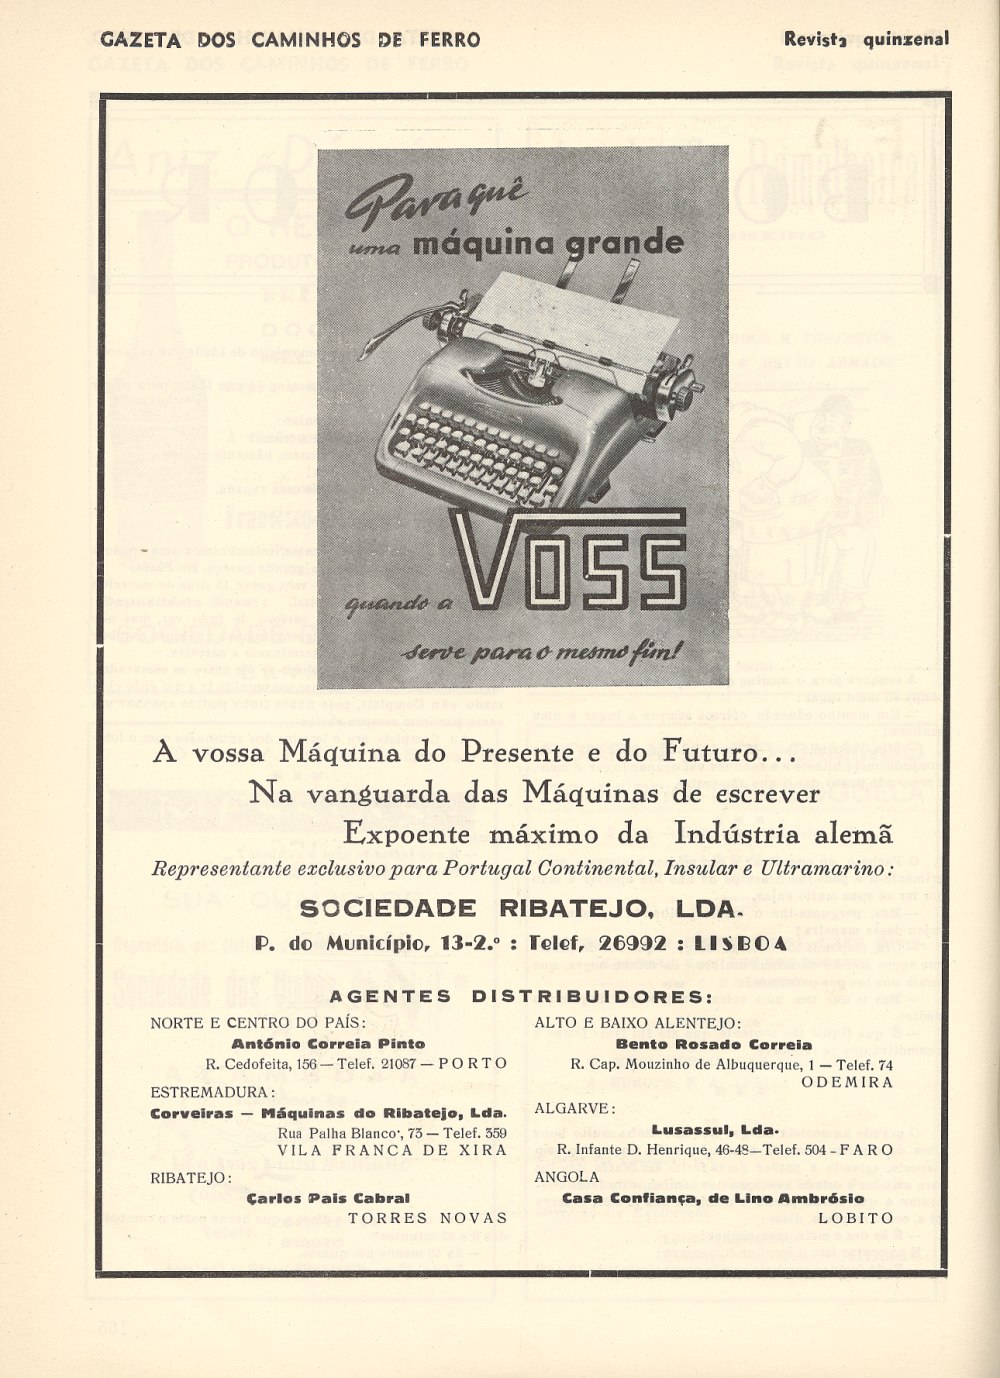 GAZETA DOS CAMINHOS DE FERRO
Revista quinzenal
Para quê
uma máquina grande
quando a VOSS
serve para o mesmo fim!
A vossa Máquina do Presente e do Futuro...
Na vanguarda das Máquinas de escrever
Expoente máximo da Indústria alemã
Representante exclusivo para Portugal Continental, Insular e Ultramarino:
SOCIEDADE RIBATEJO, LDA.
P. do Município, 13-2.º : Telef, 26992 : LISBOA
AGENTES DISTRIBUIDORES:
NORTE E CENTRO DO PAÍS:
António Correia Pinto
R. Cedofeita, 156 — Telef. 21087 — PORTO
ESTREMADURA:
Corveiras — Máquinas do Ribatejo, Lda.
Rua Palha Blanco, 73 — Telef. 359
VILA FRANCA DE XIRA
RIBATEJO:
Carlos Pais Cabral
TORRES NOVAS
ALTO E BAIXO ALENTEJO:
Bento Rosado Correia
R. Cap. Mouzinho de Albuquerque, 1 — Telef. 74
ODEMIRA
ALGARVE:
Lusassul, Lda.
R. Infante D. Henrique, 46-48—Telef. 504 - FARO
ANGOLA
Casa Confiança, de Lino Ambrósio
LOBITO